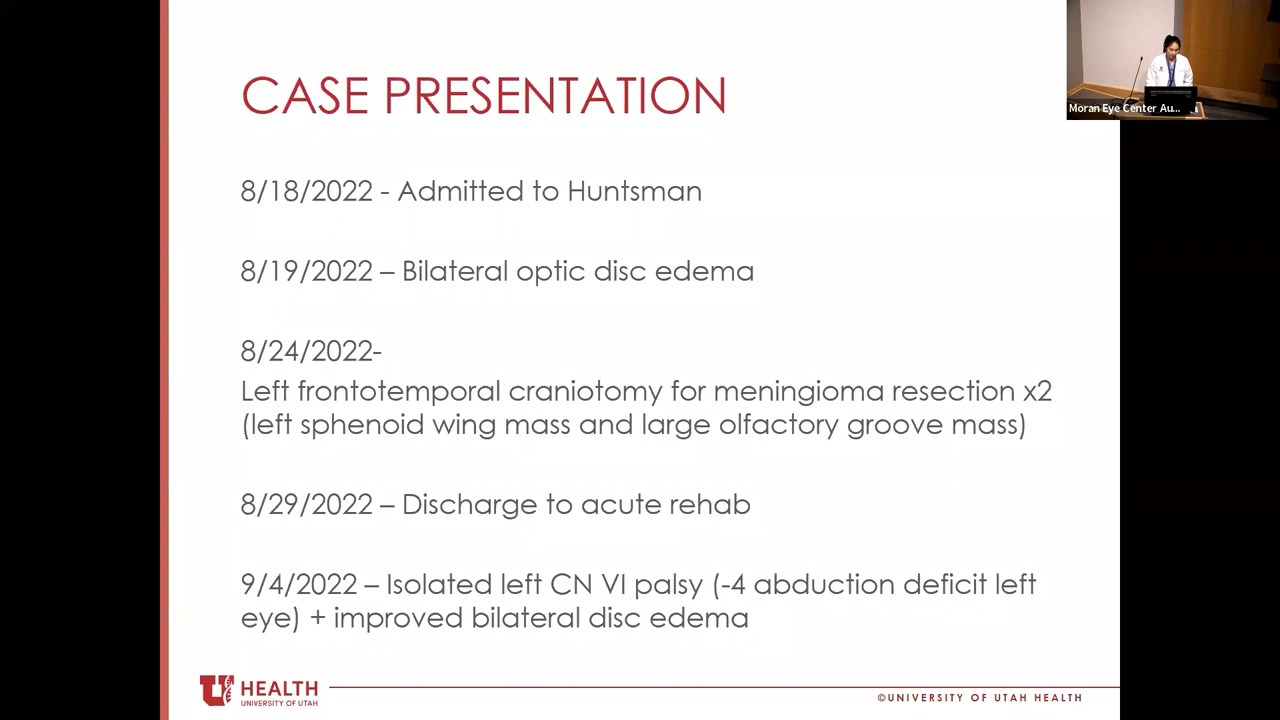 CASE PRESENTATION
Moran Eye Center Au...
8/18/2022 - Admitted to Huntsman
8/19/2022 – Bilateral optic disc edema
8/24/2022-
Left frontotemporal craniotomy for meningioma resection x2
(left sphenoid wing mass and large olfactory groove mass)
8/29/2022 – Discharge to acute rehab
9/4/2022 – Isolated left CN VI palsy (-4 abduction deficit left
eye) + improved bilateral disc edema
U HEALTH
UNIVERSITY OF UTAH
©UNIVERSITY OF UTAH HEALTH